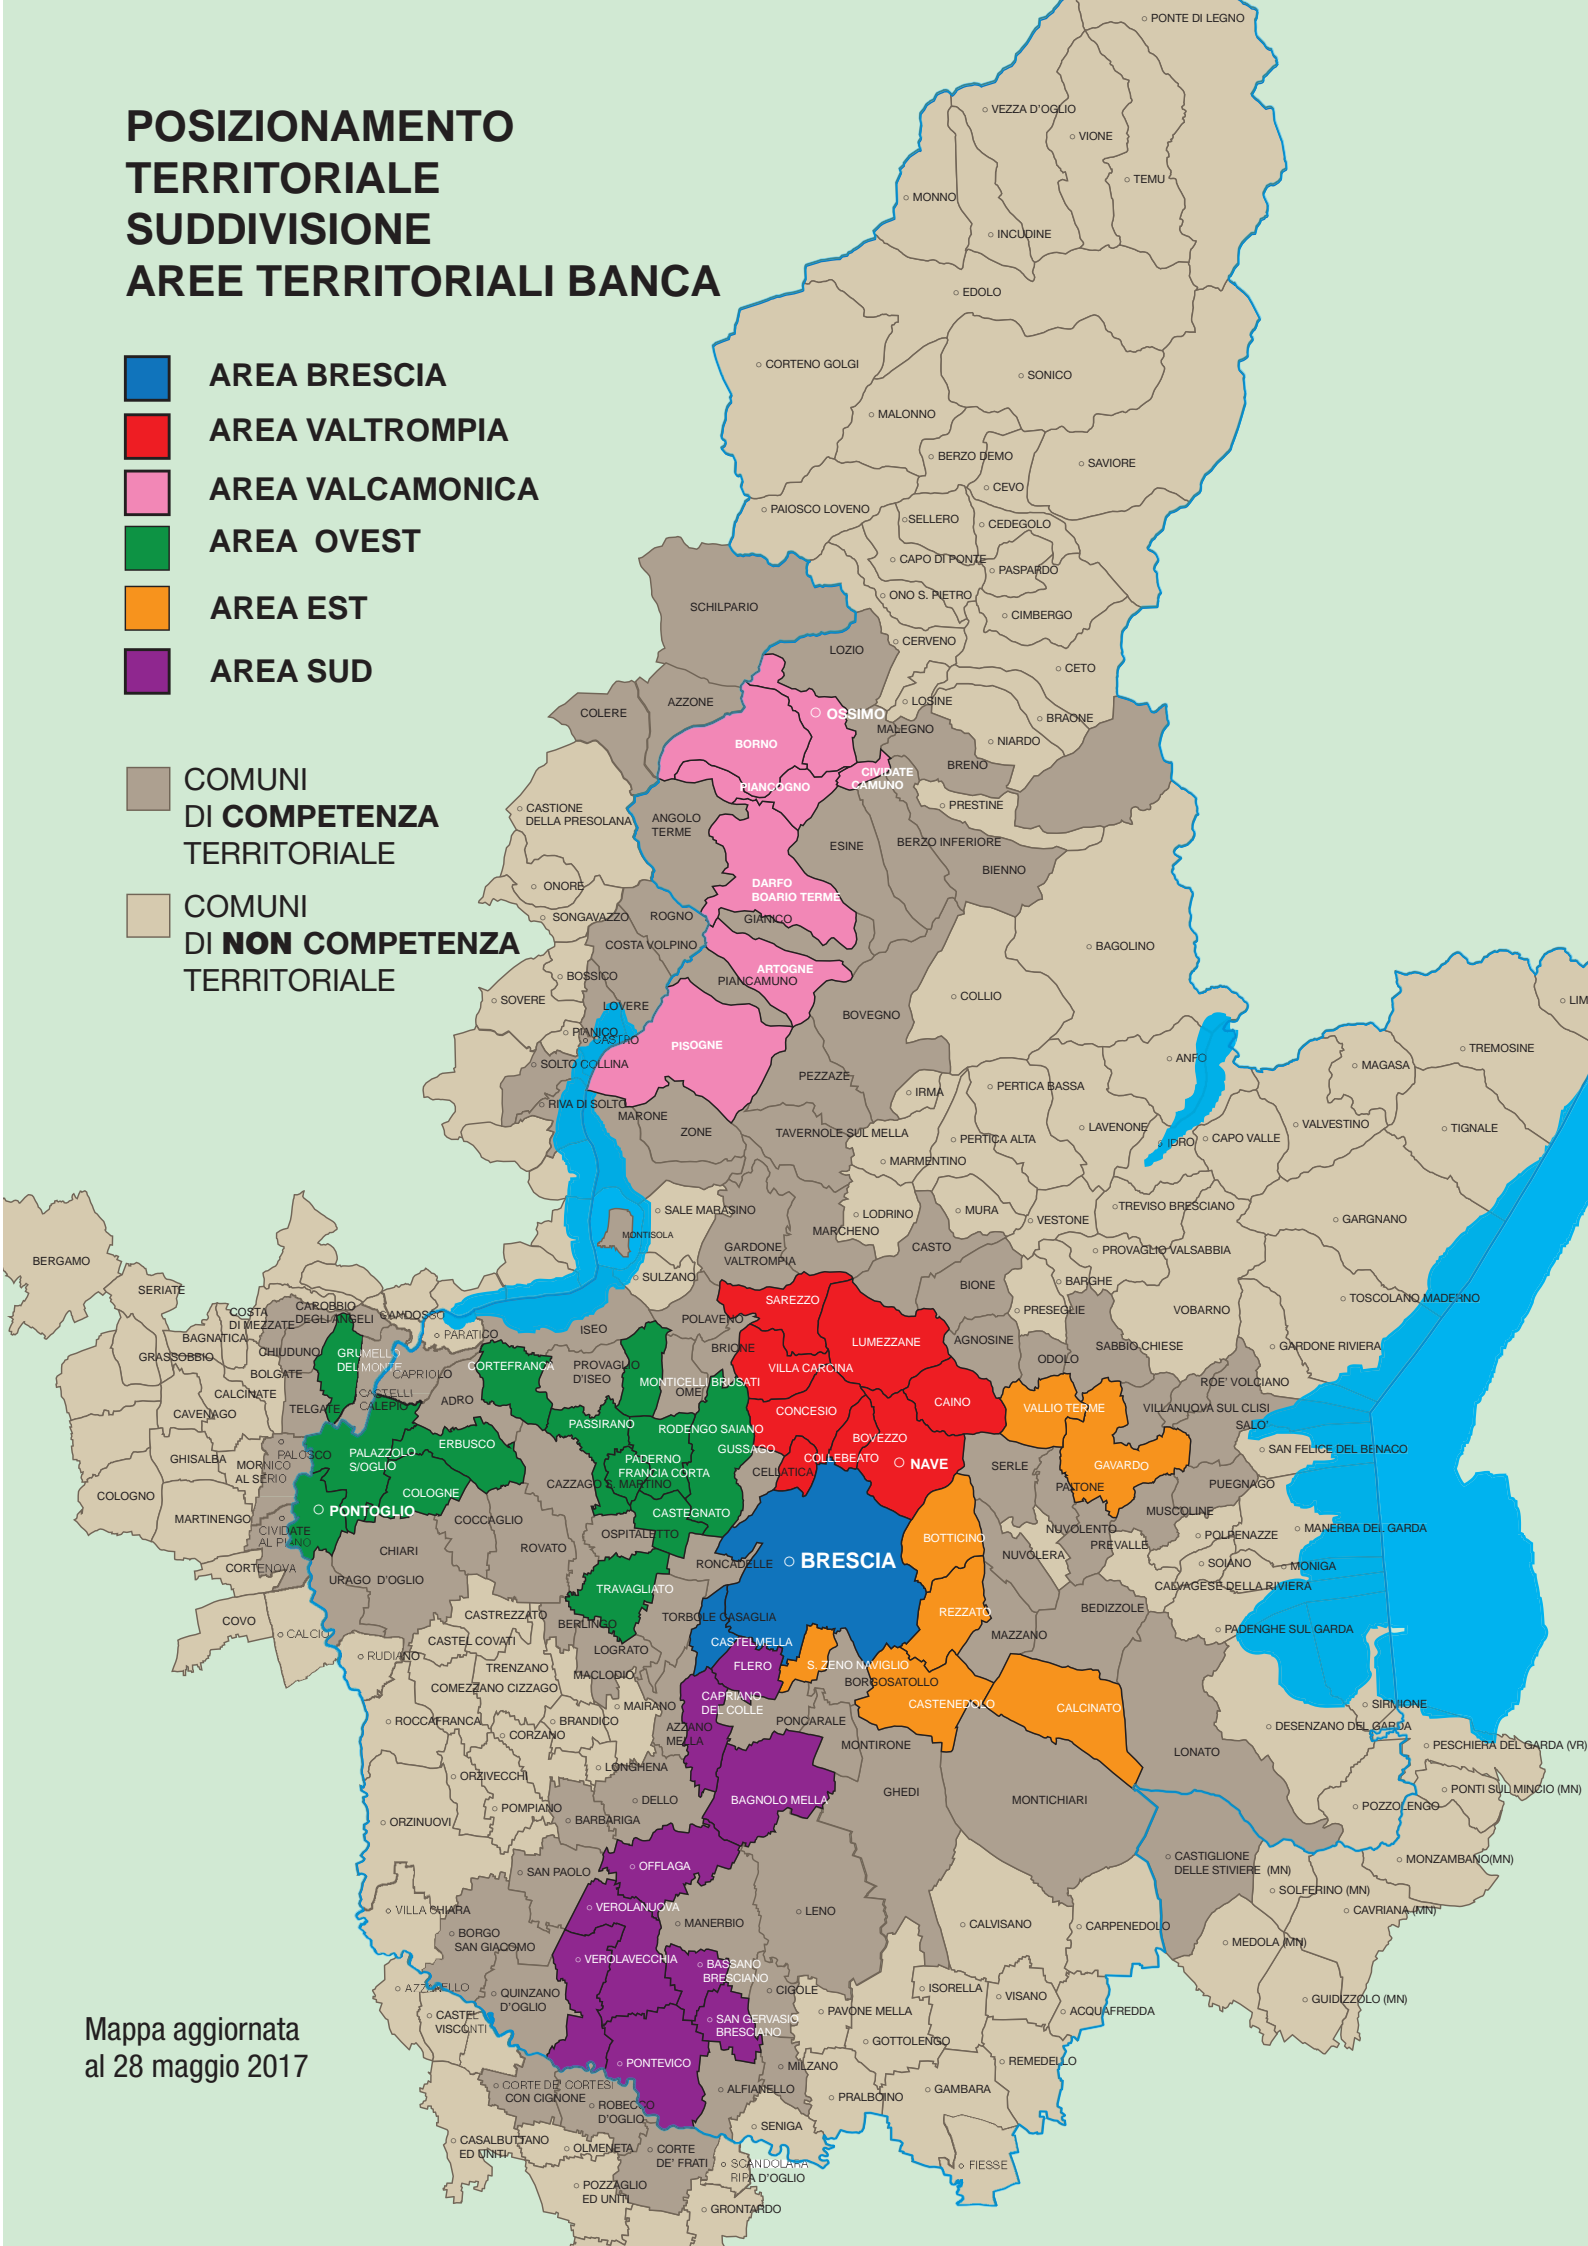 POSIZIONAMENTO
TERRITORIALE
SUDDIVISIONE
AREE TERRITORIALI BANCA
AREA BRESCIA
AREA VALTROMPIA
AREA VALCAMONICA
AREA OVEST
AREA EST
AREA SUD
COMUNI
DI COMPETENZA
TERRITORIALE
COMUNI
DI NON COMPETENZA
TERRITORIALE
PONTE DI LEGNO
VEZZA D'OGLIO
VIONE
TEMU
MONNO
INCUDINE
EDOLO
CORTENO GOLGI
SONICO
MALONNO
BERZO DEMO
SAVIORE
CEVO
PAIOSCO LOVENO
SELLERO
CEDEGOLO
CAPO DI PONTE
PASPARDO
ONO S. PIETRO
CIMBERGO
SCHILPARIO
CERVENO
LOZIO
CETO
LOSINE
AZZONE
COLERE
OSSIMO
BRAONE
MALEGNO
NIARDO
BORNO
BRENO
CIVIDATE
CAMUNO
PIANCOGNO
PRESTINE
CASTIONE
DELLA PRESOLANA
ANGOLO
TERME
ESINE
BERZO INFERIORE
BIENNO
DARFO
BOARIO TERME
ONORE
SONGAVAZZO
ROGNO
GIANICO
COSTA VOLPINO
BAGOLINO
ARTOGNE
PIANCAMUNO
BOSSICO
SOVERE
LOVERE
COLLIO
LIM
BOVEGNO
PIANICO
CASTRO
PISOGNE
TREMOSINE
SOLTO COLLINA
ANFO
MAGASA
PEZZAZE
IRMA
PERTICA BASSA
RIVA DI SOLTO
MARONE
ZONE
TAVERNOLE SUL MELLA
LAVENONE
VALVESTINO
TIGNALE
PERTICA ALTA
IDRO
CAPO VALLE
MARMENTINO
SALE MARASINO
LODRINO
MURA
TREVISO BRESCIANO
GARGNANO
VESTONE
MONTISOLA
MARCHENO
GARDONE
VALTROMPIA
CASTO
PROVAGLIO VALSABBIA
BERGAMO
SULZANO
BIONE
BARGHE
SERIATE
TOSCOLANO MADERNO
SAREZZO
PRESEGLIE
VOBARNO
COSTA
DI MEZZATE
CAROBBIO
DEGLI ANGELI
GANDOSSO
POLAVENO
ISEO
PARATICO
BAGNATICA
LUMEZZANE
AGNOSINE
SABBIO CHIESE
GARDONE RIVIERA
BRIONE
GRASSOBBIO
CHIUDUNO
GRUMELLO
DEL MONTE
CORTEFRANCA
PROVAGLIO
D'ISEO
VILLA CARCINA
ODOLO
BOLGATE
CAPRIOLO
MONTICELLI BRUSATI
ROE' VOLCIANO
OME
CALCINATE
CASTELLI
CALEPIO
ADRO
CAINO
VALLIO TERME
VILLANUOVA SUL CLISI
TELGATE
CONCESIO
CAVENAGO
PASSIRANO
RODENGO SAIANO
SALO'
BOVEZZO
ERBUSCO
GUSSAGO
SAN FELICE DEL BENACO
PALOSCO
PALAZZOLO
S/OGLIO
GHISALBA
PADERNO
FRANCIA CORTA
COLLEBEATO
NAVE
SERLE
GAVARDO
MORNICO
AL SERIO
CELLATICA
CAZZAGO S. MARTINO
PAITONE
PUEGNAGO
COLOGNE
COLOGNO
PONTOGLIO
CASTEGNATO
MUSCOLINE
MARTINENGO
COCCAGLIO
NUVOLENTO
MANERBA DEL GARDA
CIVIDATE
AL PIANO
OSPITALETTO
BOTTICINO
POLPENAZZE
PREVALLE
CHIARI
ROVATO
NUVOLERA
BRESCIA
SOIANO
MONIGA
CORTENOVA
RONCADELLE
URAGO D'OGLIO
TRAVAGLIATO
CALVAGESE DELLA RIVIERA
BEDIZZOLE
REZZATO
CASTREZZATO
COVO
TORBOLE CASAGLIA
BERLINGO
CALCIO
PADENGHE SUL GARDA
MAZZANO
CASTEL COVATI
CASTELMELLA
LOGRATO
RUDIANO
TRENZANO
FLERO
S. ZENO NAVIGLIO
MACLODIO
BORGOSATOLLO
COMEZZANO CIZZAGO
CAPRIANO
DEL COLLE
CASTENEDOLO
CALCINATO
SIRMIONE
MAIRANO
ROCCAFRANCA
BRANDICO
PONCARALE
DESENZANO DEL GARDA
AZZANO
MELLA
CORZANO
MONTIRONE
PESCHIERA DEL GARDA (VR)
LONATO
LONGHENA
ORZIVECCHI
PONTI SUL MINCIO (MN)
GHEDI
DELLO
BAGNOLO MELLA
MONTICHIARI
POMPIANO
POZZOLENGO
BARBARIGA
ORZINUOVI
CASTIGLIONE
DELLE STIVIERE (MN)
MONZAMBANO(MN)
OFFLAGA
SAN PAOLO
SOLFERINO (MN)
VEROLANUOVA
VILLA CHIARA
LENO
CAVRIANA (MN)
MANERBIO
CALVISANO
CARPENEDOLO
BORGO
SAN GIACOMO
MEDOLA (MN)
VEROLAVECCHIA
BASSANO
BRESCIANO
AZZANELLO
CIGOLE
ISORELLA
QUINZANO
D'OGLIO
VISANO
GUIDIZZOLO (MN)
PAVONE MELLA
ACQUAFREDDA
CASTEL
VISCONTI
SAN GERVASIO
BRESCIANO
GOTTOLENGO
Mappa aggiornata
al 28 maggio 2017
PONTEVICO
MILZANO
REMEDELLO
CORTE DE' CORTESI
CON CIGNONE
ALFIANELLO
GAMBARA
PRALBOINO
ROBECCO
D'OGLIO
SENIGA
CASALBUTTANO
ED UNITI
OLMENETA
CORTE
DE' FRATI
SCANDOLARA
RIPA D'OGLIO
FIESSE
POZZAGLIO
ED UNITI
GRONTARDO